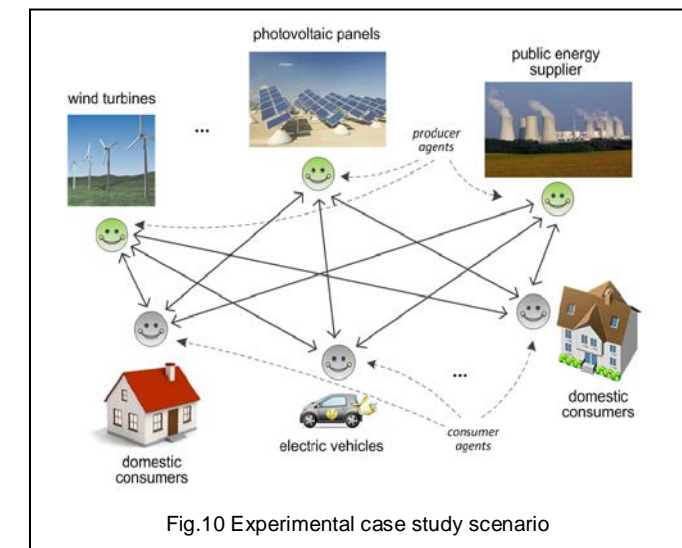 photovoltaic panels
public energy
supplier
wind turbines
...
producer
agents
...
domestic
consumers
electric vehicles
consumer
agents
domestic
consumers
Fig.10 Experimental case study scenario